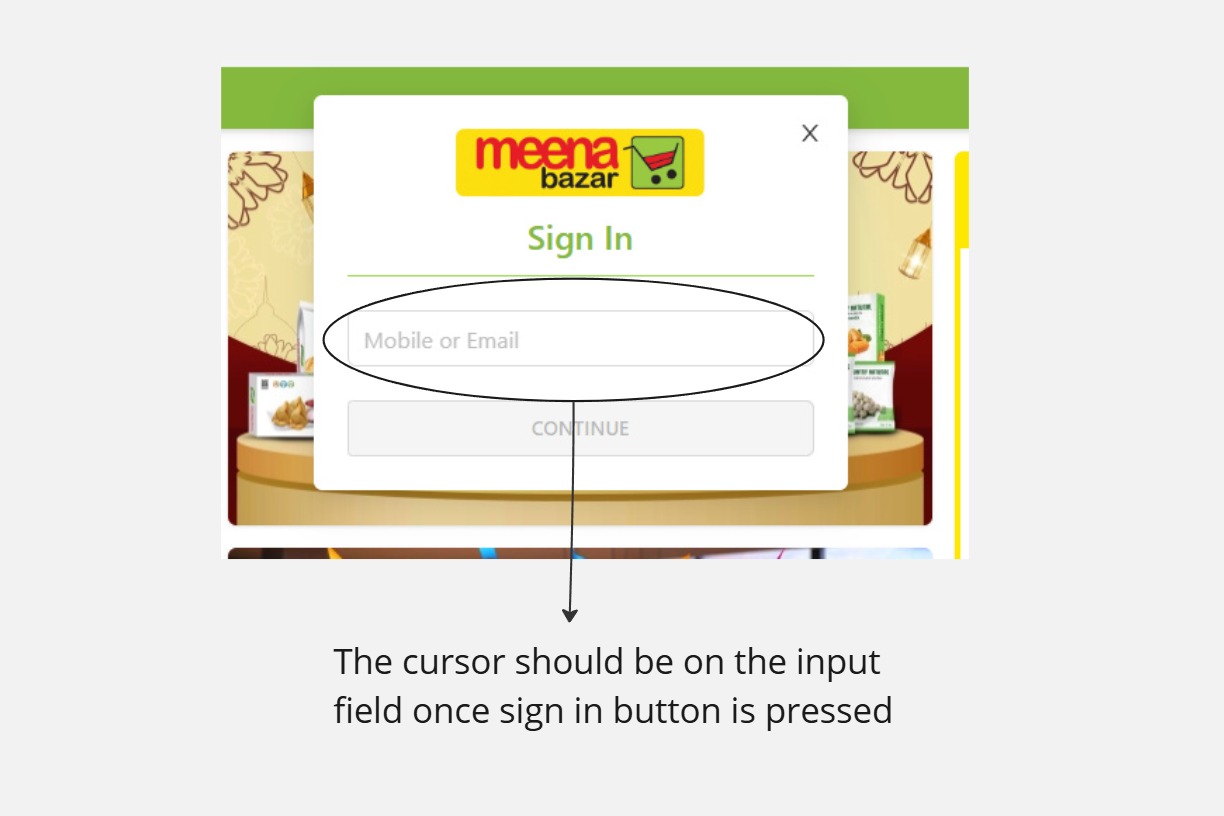 meena
bazar
Sign In
Mobile or Email
CONTINUE
The cursor should be on the input
field once sign in button is pressed